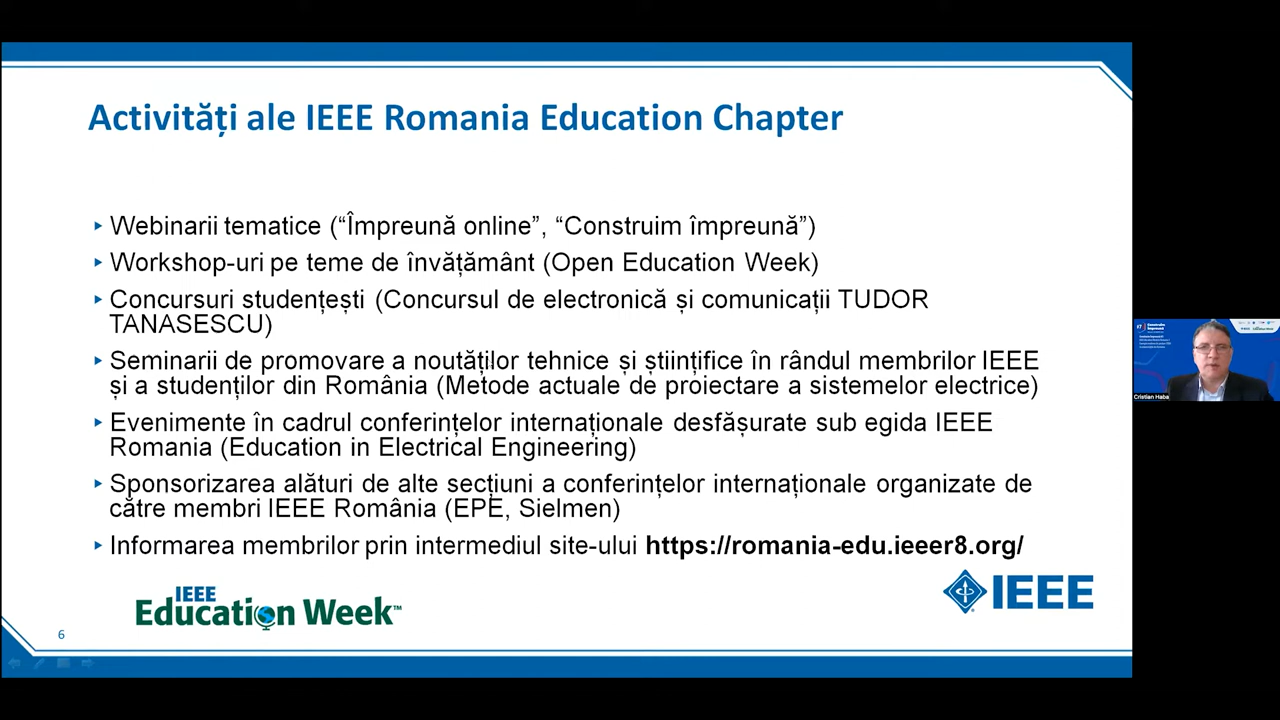 Activități ale IEEE Romania Education Chapter
Webinarii tematice (“Împreună online”, “Construim împreună”)
Workshop-uri pe teme de învățământ (Open Education Week)
Concursuri studențești (Concursul de electronică și comunicații TUDOR
TANASESCU)
Seminarii de promovare a noutăților tehnice și științifice în rândul membrilor IEEE
și a studenților din România (Metode actuale de proiectare a sistemelor electrice)
Evenimente în cadrul conferințelor internaționale desfășurate sub egida IEEE
Romania (Education in Electrical Engineering)
Sponsorizarea alături de alte secțiuni a conferințelor internaționale organizate de
către membri IEEE România (EPE, Sielmen)
Informarea membrilor prin intermediul site-ului https://romania-edu.ieeer8.org/
IEEE
Education Week™
IEEE
6
Construim
Împreună
Cristian Haba